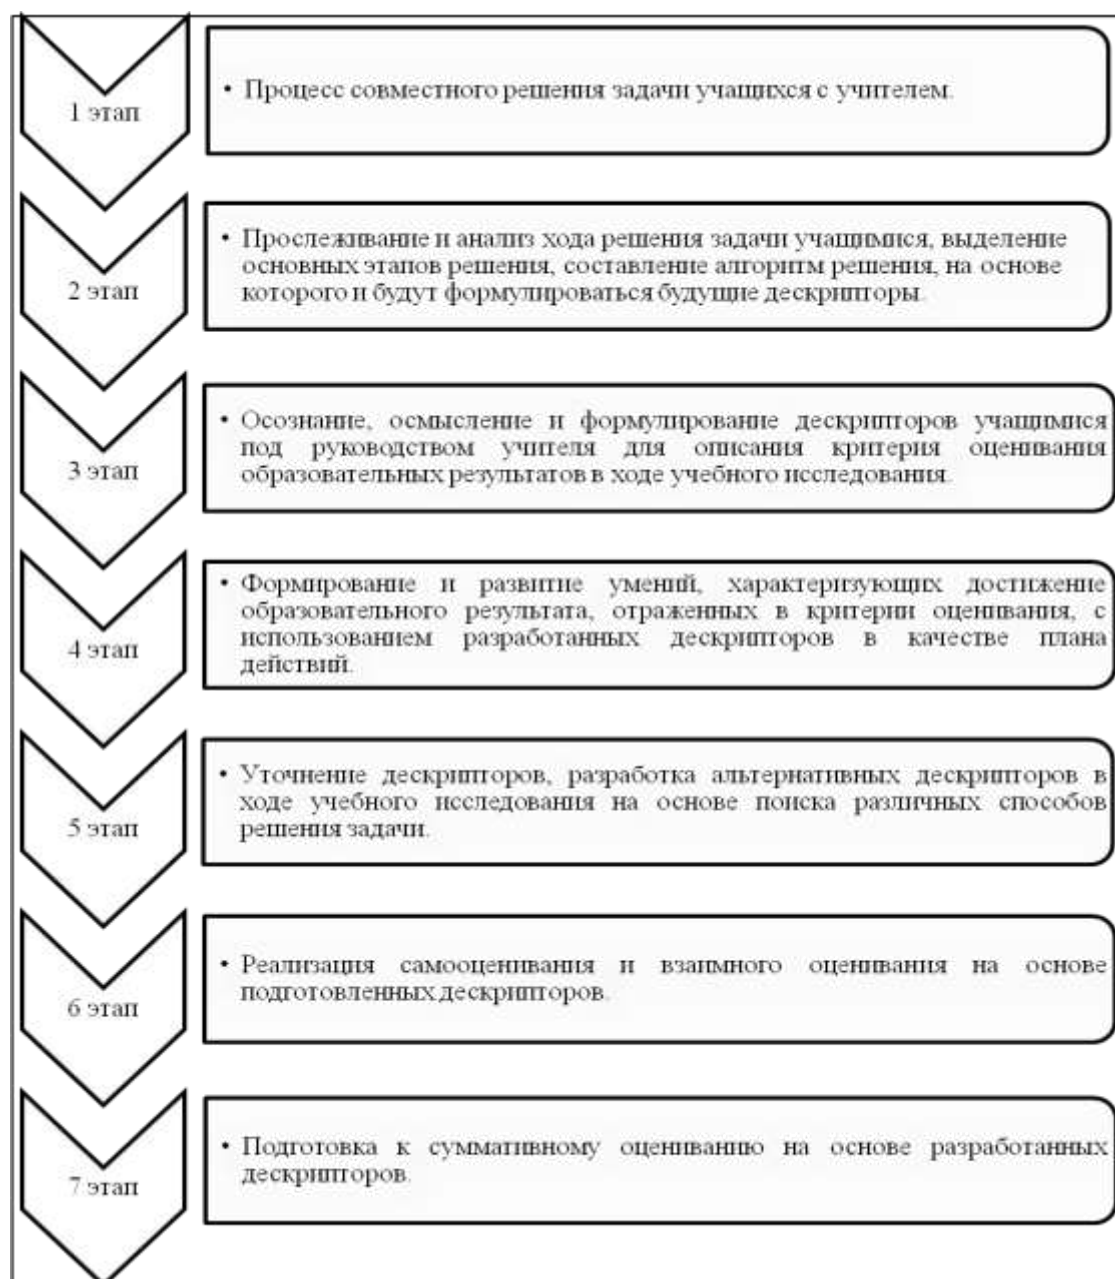 1 этап
• Процесс совместного решения задачи учащихся с учителем.
2 этап
• Прослеживание и анализ хода решения задачи учащимися, выделение
основных этапов решения, составление алгоритм решения, на основе
которого и будут формулироваться будущие дескрипторы.
3 этап
• Осознание, осмысление и формулирование дескрипторов учащимися
под руководством учителя для описания критерия оценивания
образовательных результатов в ходе учебного исследования.
4 этап
• Формирование и развитие умений, характеризующих достижение
образовательного результата, отраженных в критерии оценивания, с
использованием разработанных дескрипторов в качестве плана
действий.
5 этап
• Уточнение дескрипторов, разработка альтернативных дескрипторов в
ходе учебного исследования на основе поиска различных способов
решения задачи.
6 этап
• Реализация самооценивания и взаимного оценивания на основе
подготовленных дескрипторов.
7 этап
• Подготовка к суммативному оцениванию на основе разработанных
дескрипторов.